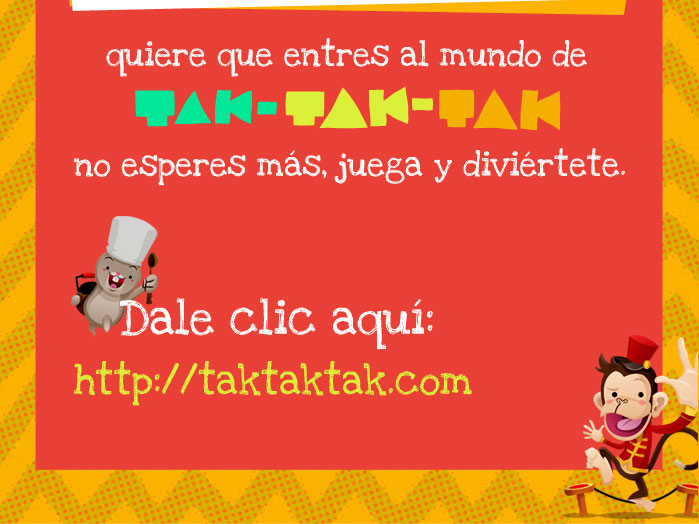 quiere que entres al mundo de
TAK-TAK-TAK
no esperes más, juega y diviértete.
Dale clic aquí:
http://taktaktak.com